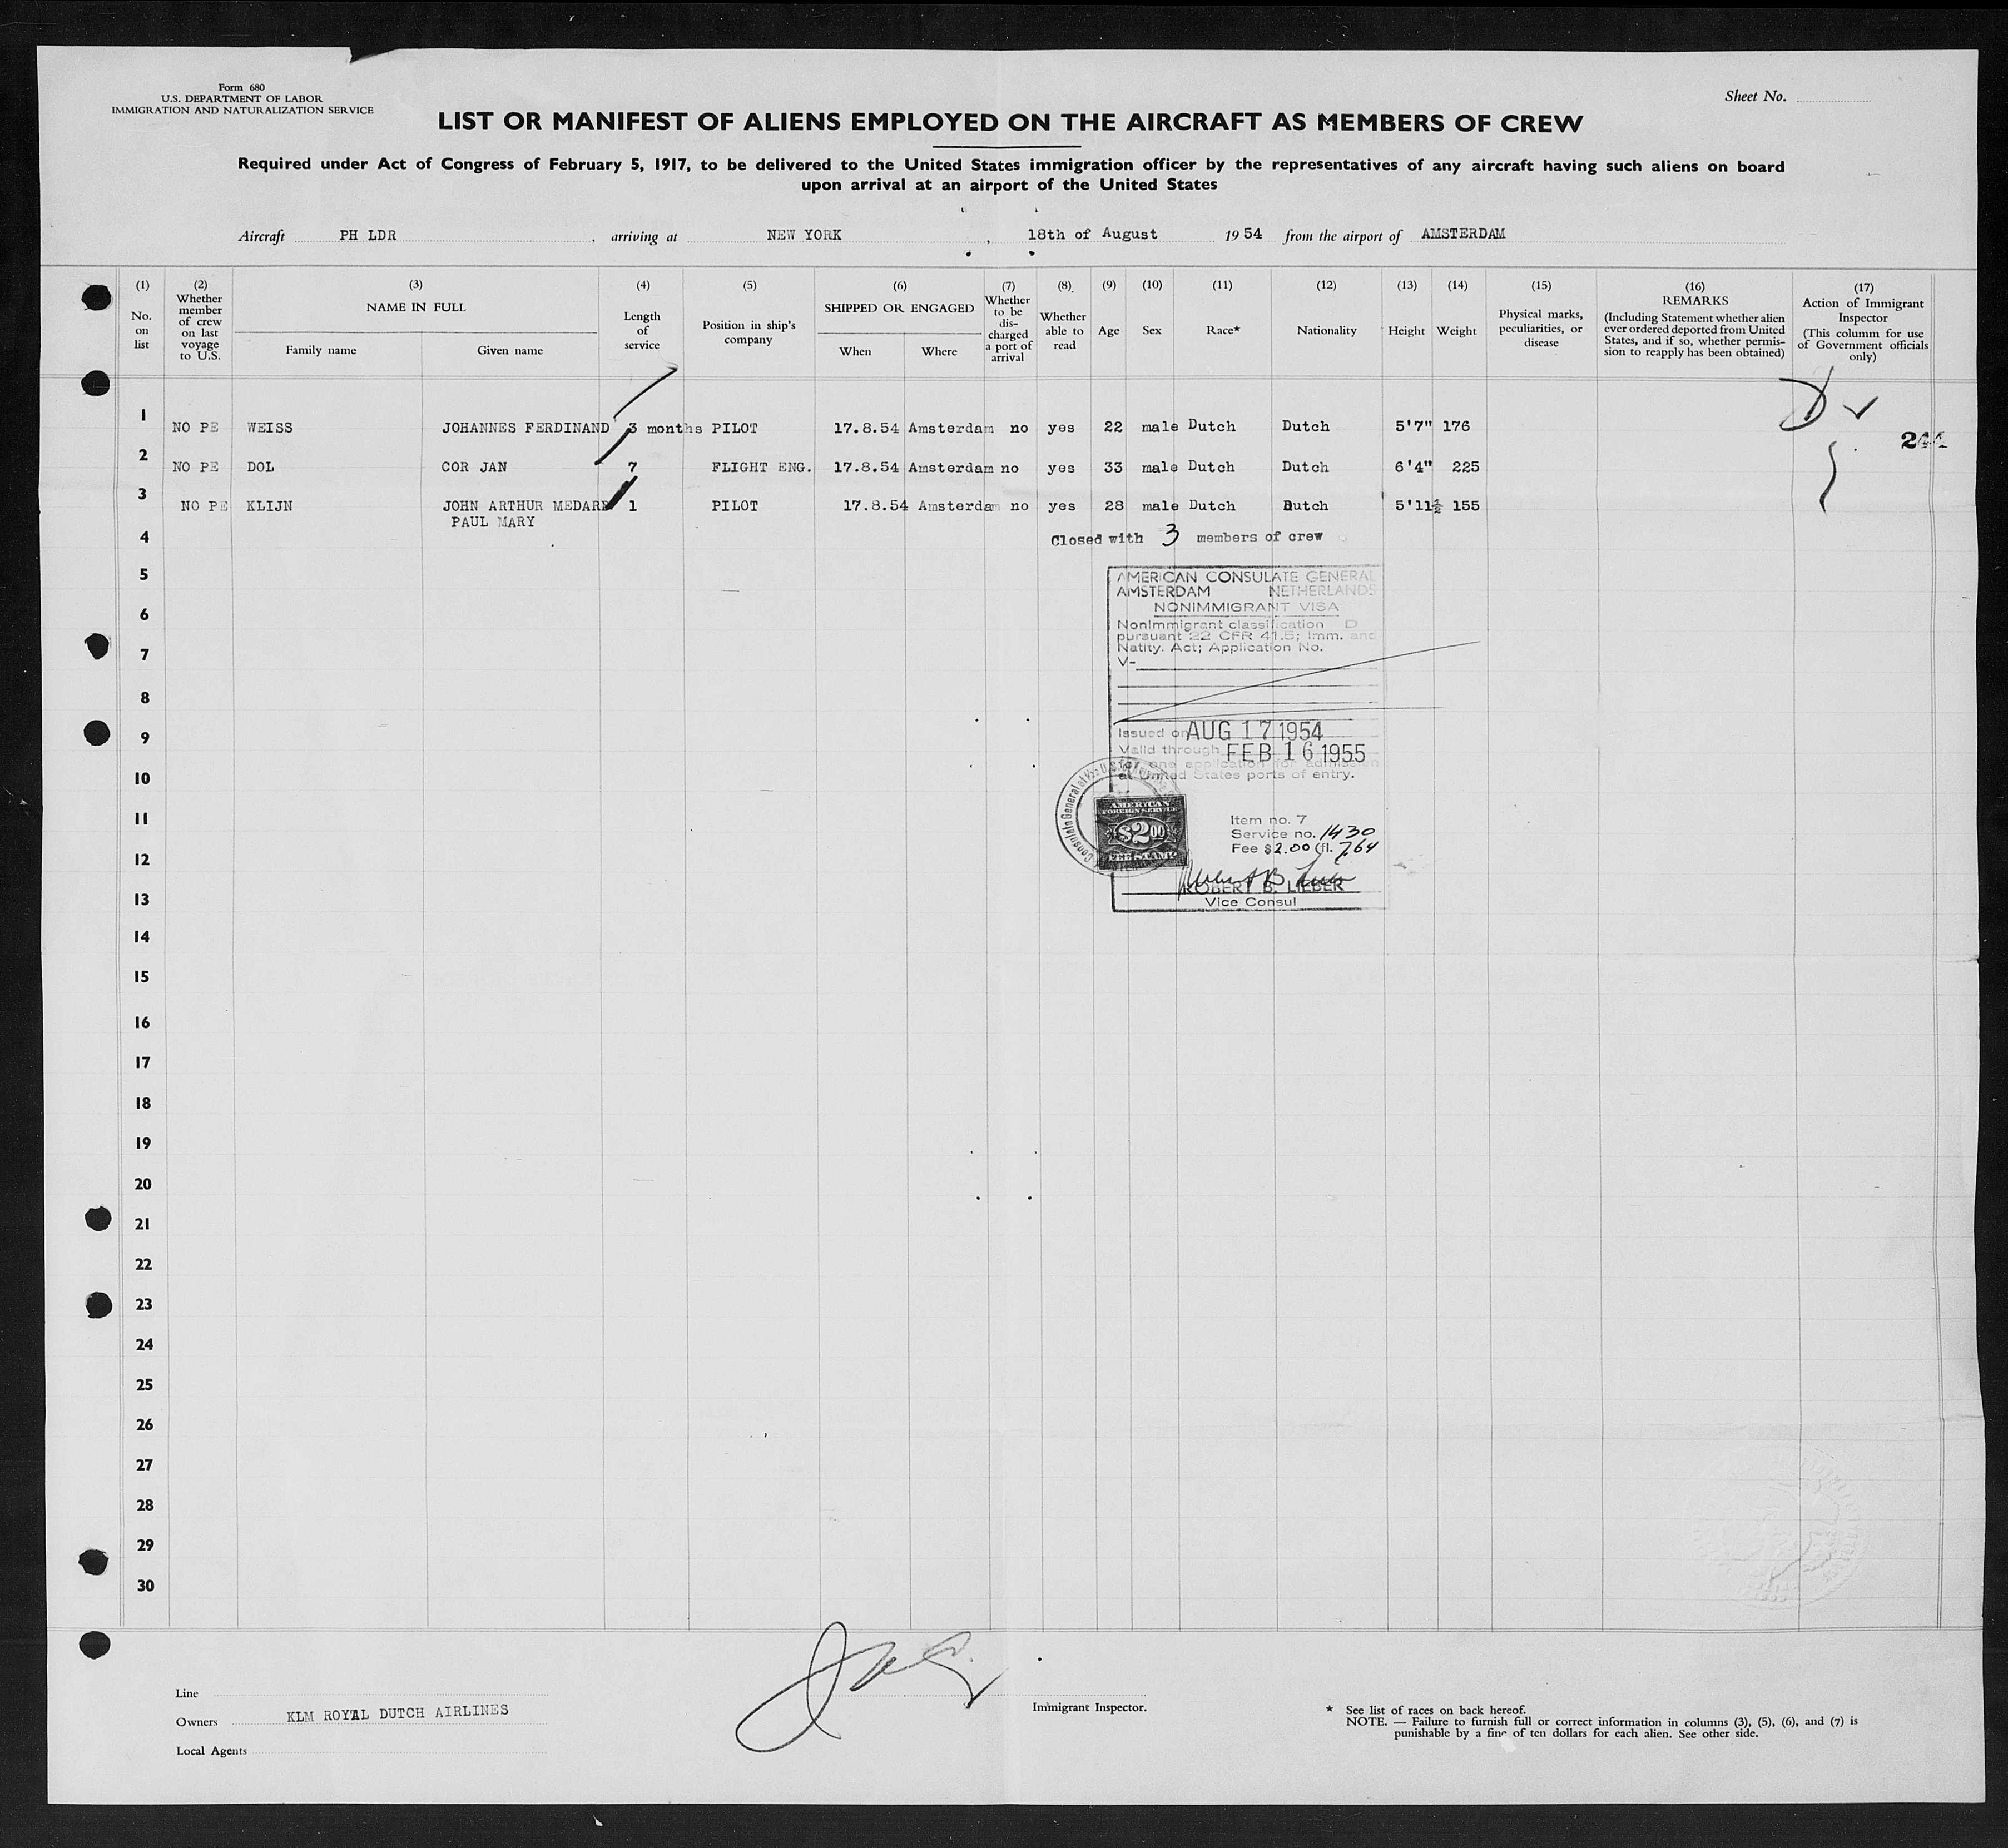 Form 680
U.S. DEPARTMENT OF LABOR
IMMIGRATION AND NATURALIZATION SERVICE
Sheet No.
LIST OR MANIFEST OF ALIENS EMPLOYED ON THE AIRCRAFT AS MEMBERS OF CREW
Required under Act of Congress of February 5, 1917, to be delivered to the United States immigration officer by the representatives of any aircraft having such aliens on board
upon arrival at an airport of the United States
Aircraft PH LDR, arriving at NEW YORK, 18th of August 1954 from the airport of AMSTERDAM
(1) No. on list
(2) Whether member of crew on last voyage to U.S.
(3) NAME IN FULL
Family name Given name
(4) Length of service
(5) Position in ship's company
(6) SHIPPED OR ENGAGED
When Where
(7) Whether to be dis-charged a port of arrival
(8) Whether able to read
(9) Age
(10) Sex
(11) Race*
(12) Nationality
(13) Height
(14) Weight
(15) Physical marks, peculiarities, or disease
(16) REMARKS
(Including Statement whether alien ever ordered deported from United States, and if so, whether permis-sion to reapply has been obtained)
(17) Action of Immigrant Inspector
(This column for use of Government officials only)
1 NO PE WEISS JOHANNES FERDINAND 3 months PILOT 17.8.54 Amsterdam no yes 22 male Dutch Dutch 5'7" 176
244
2 NO PE DOL COR JAN 7 FLIGHT ENG. 17.8.54 Amsterdam no yes 33 male Dutch Dutch 6'4" 225
3 NO PE KLIJN JOHN ARTHUR MEDARD 1 PILOT 17.8.54 Amsterdam no yes 28 male Dutch Dutch 5'11½ 155
PAUL MARY
4 Closed with 3 members of crew
5
6
7
8
9
10
11
12
13
14
15
16
17
18
19
20
21
22
23
24
25
26
27
28
29
30
AMERICAN CONSULATE GENERAL
AMSTERDAM NETHERLANDS
NONIMMIGRANT VISA
Nonimmigrant classification D
pursuant 22 CFR 41.5; Imm. and
Natity. Act; Application No.
V-
Issued on AUG 17 1954
Valid through FEB 16 1955
for one application for admission
at United States ports of entry.
AMERICAN
FOREIGN SERVICE
$2.00
FEE STAMP
Item no. 7
Service no. 1430
Fee $2.00 (fl. 7,64
ROBERT B. LIEBER
Vice Consul
Line
Owners KLM ROYAL DUTCH AIRLINES
Local Agents
Immigrant Inspector.
* See list of races on back hereof.
NOTE. — Failure to furnish full or correct information in columns (3), (5), (6), and (7) is
punishable by a fine of ten dollars for each alien. See other side.